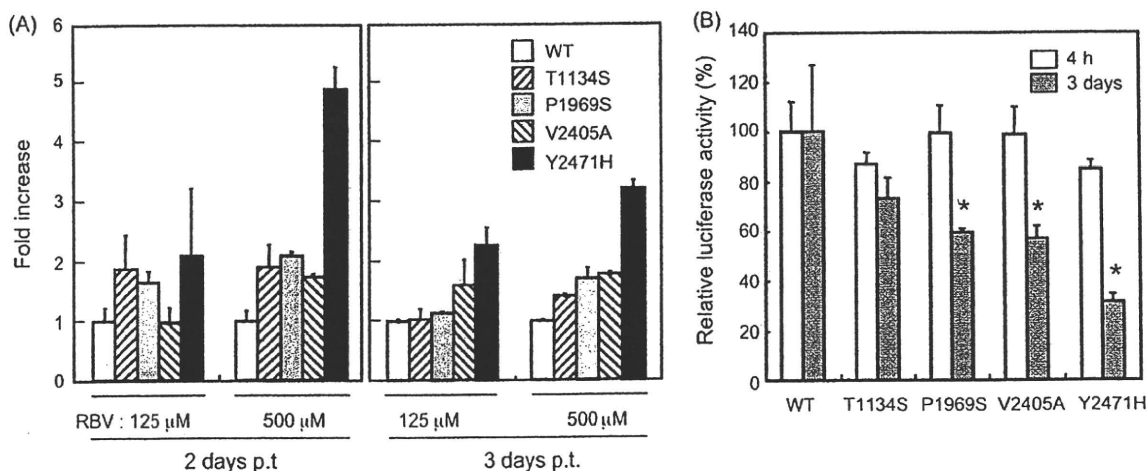 (A)
Fold increase
6
5
4
3
2
1
0
WT
T1134S
P1969S
V2405A
Y2471H
RBV : 125 μM
500 μM
125 μM
500 μM
2 days p.t
3 days p.t.
(B)
Relative luciferase activity (%)
140
120
100
80
60
40
20
0
4 h
3 days
*
*
*
WT
T1134S
P1969S
V2405A
Y2471H